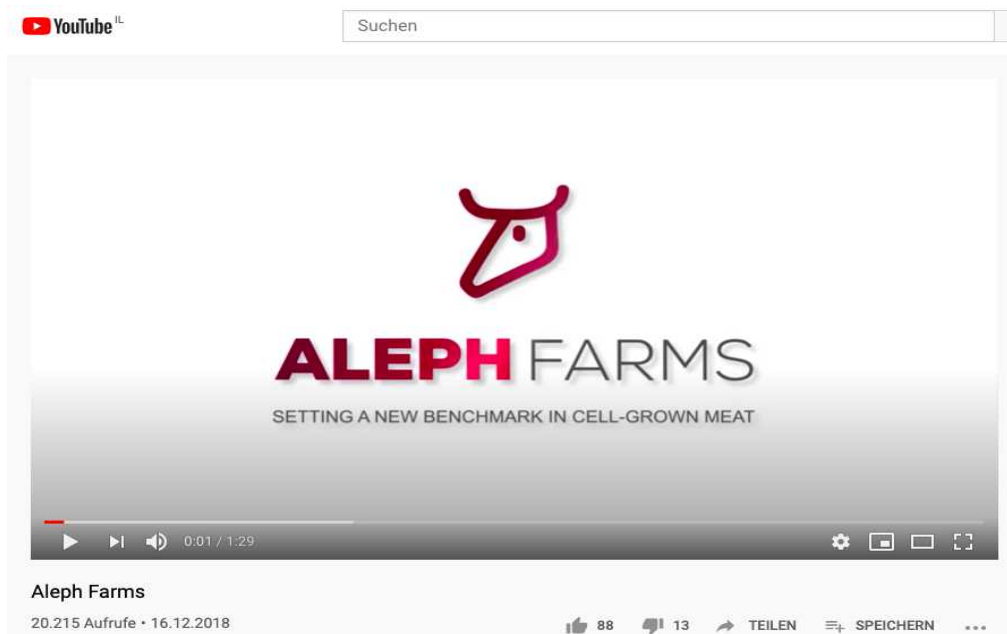 YouTube IL
Suchen
ALEPH FARMS
SETTING A NEW BENCHMARK IN CELL-GROWN MEAT
0:01 / 1:29
Aleph Farms
20.215 Aufrufe • 16.12.2018
88 13 TEILEN SPEICHERN